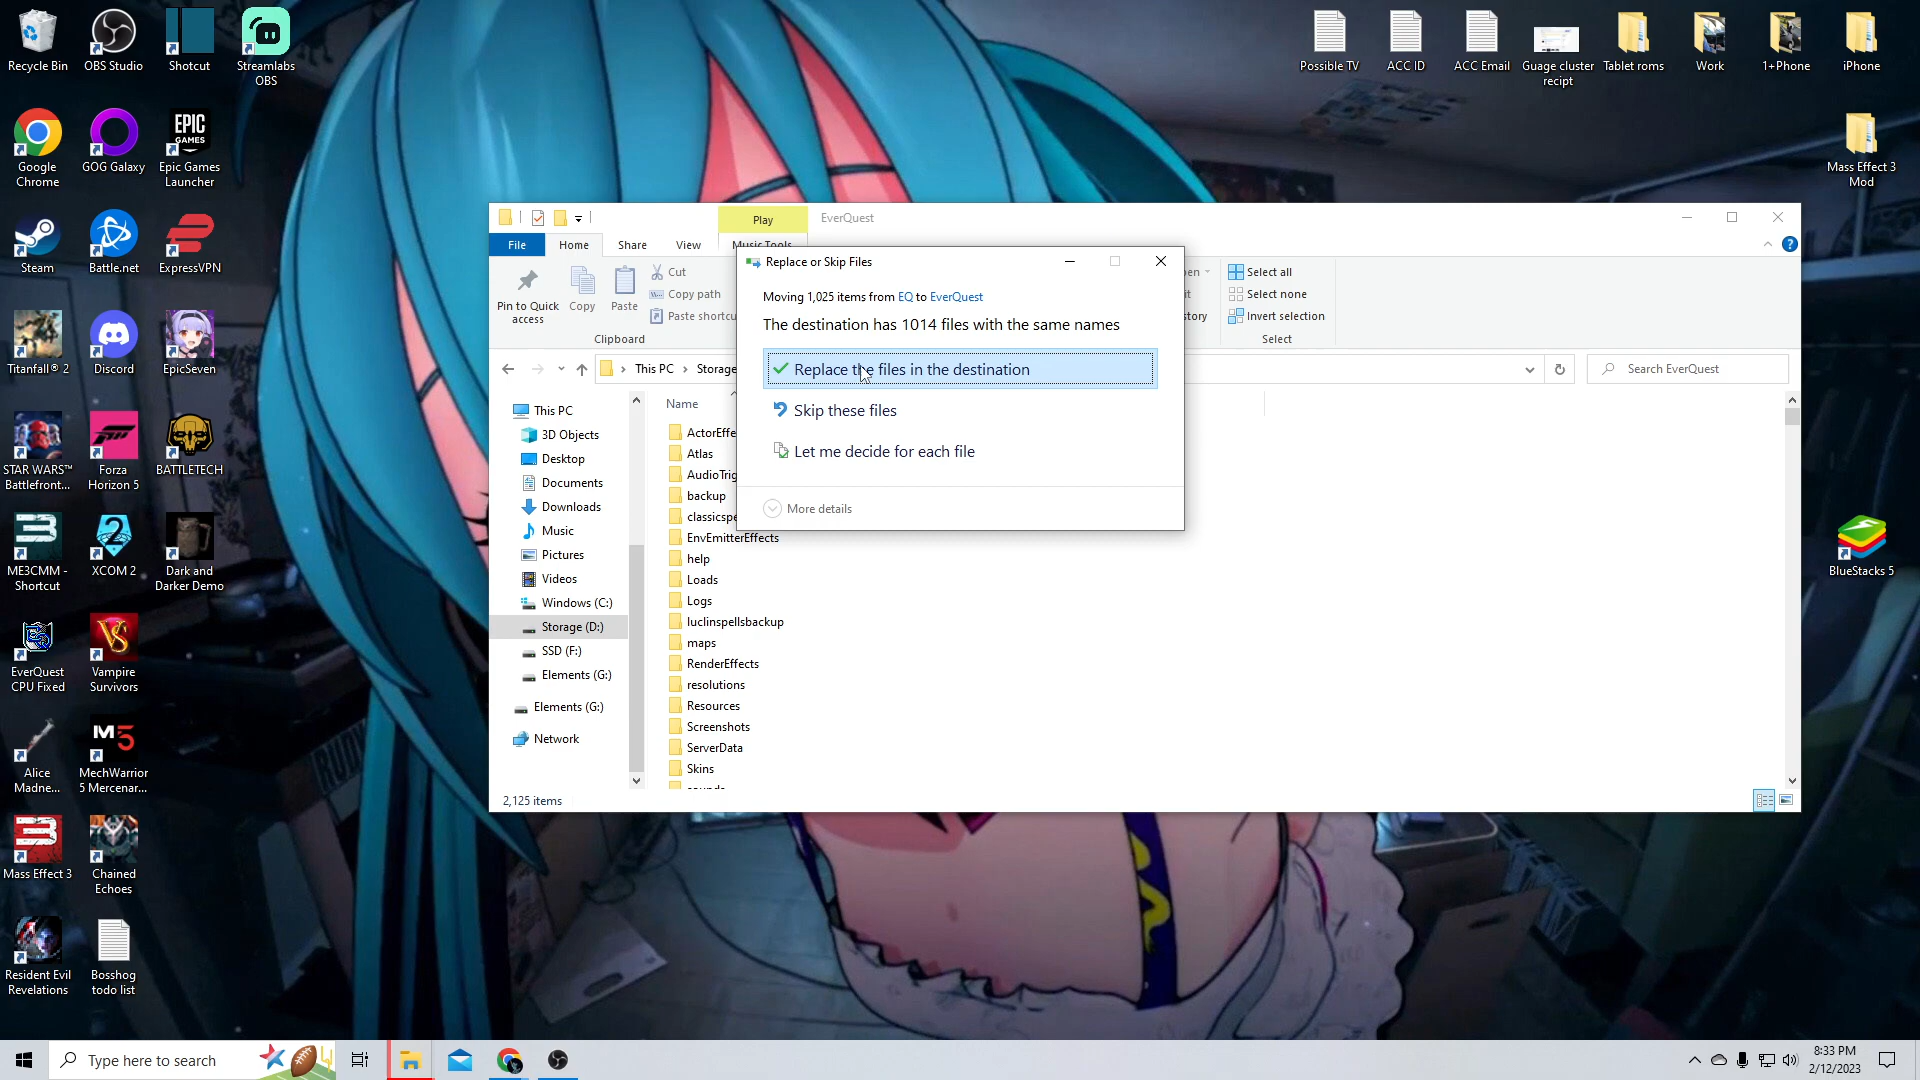 Recycle Bin
OBS Studio
Shotcut
Streamlabs
OBS
Possible TV
ACC ID
ACC Email
Guage cluster
recipt
Tablet roms
Work
1+Phone
iPhone
Google
Chrome
GOG Galaxy
EPIC
GAMES
Epic Games
Launcher
Mass Effect 3
Mod
Steam
Battle.net
ExpressVPN
Titanfall® 2
Discord
EpicSeven
STAR WARS™
Battlefront...
Forza
Horizon 5
BATTLETECH
ME3CMM -
Shortcut
XCOM 2
Dark and
Darker Demo
BlueStacks 5
EverQuest
CPU Fixed
Vampire
Survivors
Alice
Madne...
MechWarrior
5 Mercenar...
Mass Effect 3
Chained
Echoes
Resident Evil
Revelations
Bosshog
todo list
Play
EverQuest
File
Home
Share
View
Music Tools
Pin to Quick
access
Copy
Paste
Cut
Copy path
Paste shortcu
Clipboard
pen
it
story
Select all
Select none
Invert selection
Select
This PC
Storage
Search EverQuest
Replace or Skip Files
Moving 1,025 items from EQ to EverQuest
The destination has 1014 files with the same names
Replace the files in the destination
Skip these files
Let me decide for each file
More details
This PC
3D Objects
Desktop
Documents
Downloads
Music
Pictures
Videos
Windows (C:)
Storage (D:)
SSD (F:)
Elements (G:)
Elements (G:)
Network
Name
ActorEffe
Atlas
AudioTrig
backup
classicspe
EnvEmitterEffects
help
Loads
Logs
luclinspellsbackup
maps
RenderEffects
resolutions
Resources
Screenshots
ServerData
Skins
2,125 items
Type here to search
8:33 PM
2/12/2023